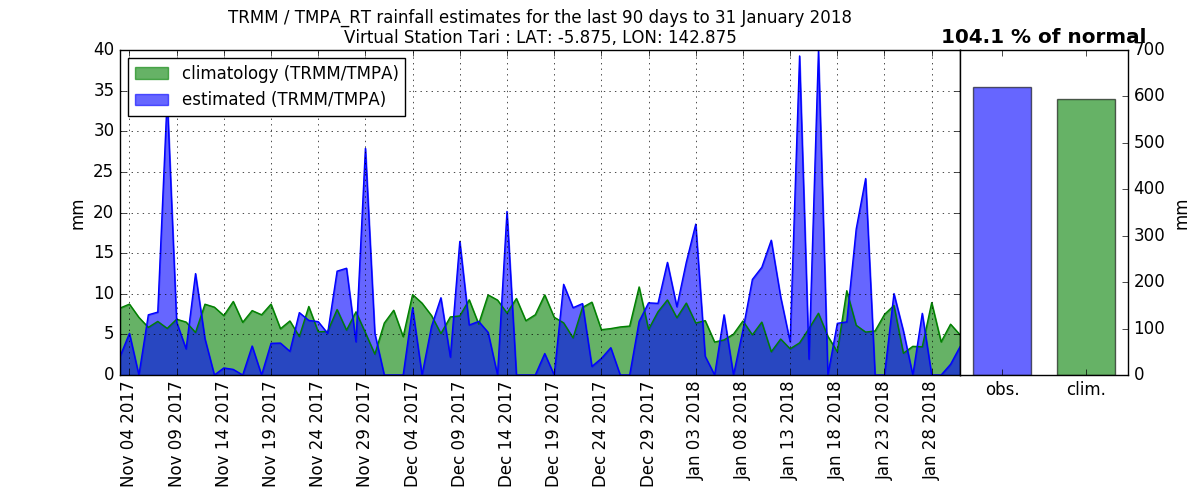 TRMM / TMPA_RT rainfall estimates for the last 90 days to 31 January 2018
Virtual Station Tari : LAT: -5.875, LON: 142.875
104.1 % of normal
climatology (TRMM/TMPA)
estimated (TRMM/TMPA)
40
35
30
25
20
15
10
5
0
mm
Nov 04 2017
Nov 09 2017
Nov 14 2017
Nov 19 2017
Nov 24 2017
Nov 29 2017
Dec 04 2017
Dec 09 2017
Dec 14 2017
Dec 19 2017
Dec 24 2017
Dec 29 2017
Jan 03 2018
Jan 08 2018
Jan 13 2018
Jan 18 2018
Jan 23 2018
Jan 28 2018
700
600
500
400
300
200
100
0
mm
obs.
clim.